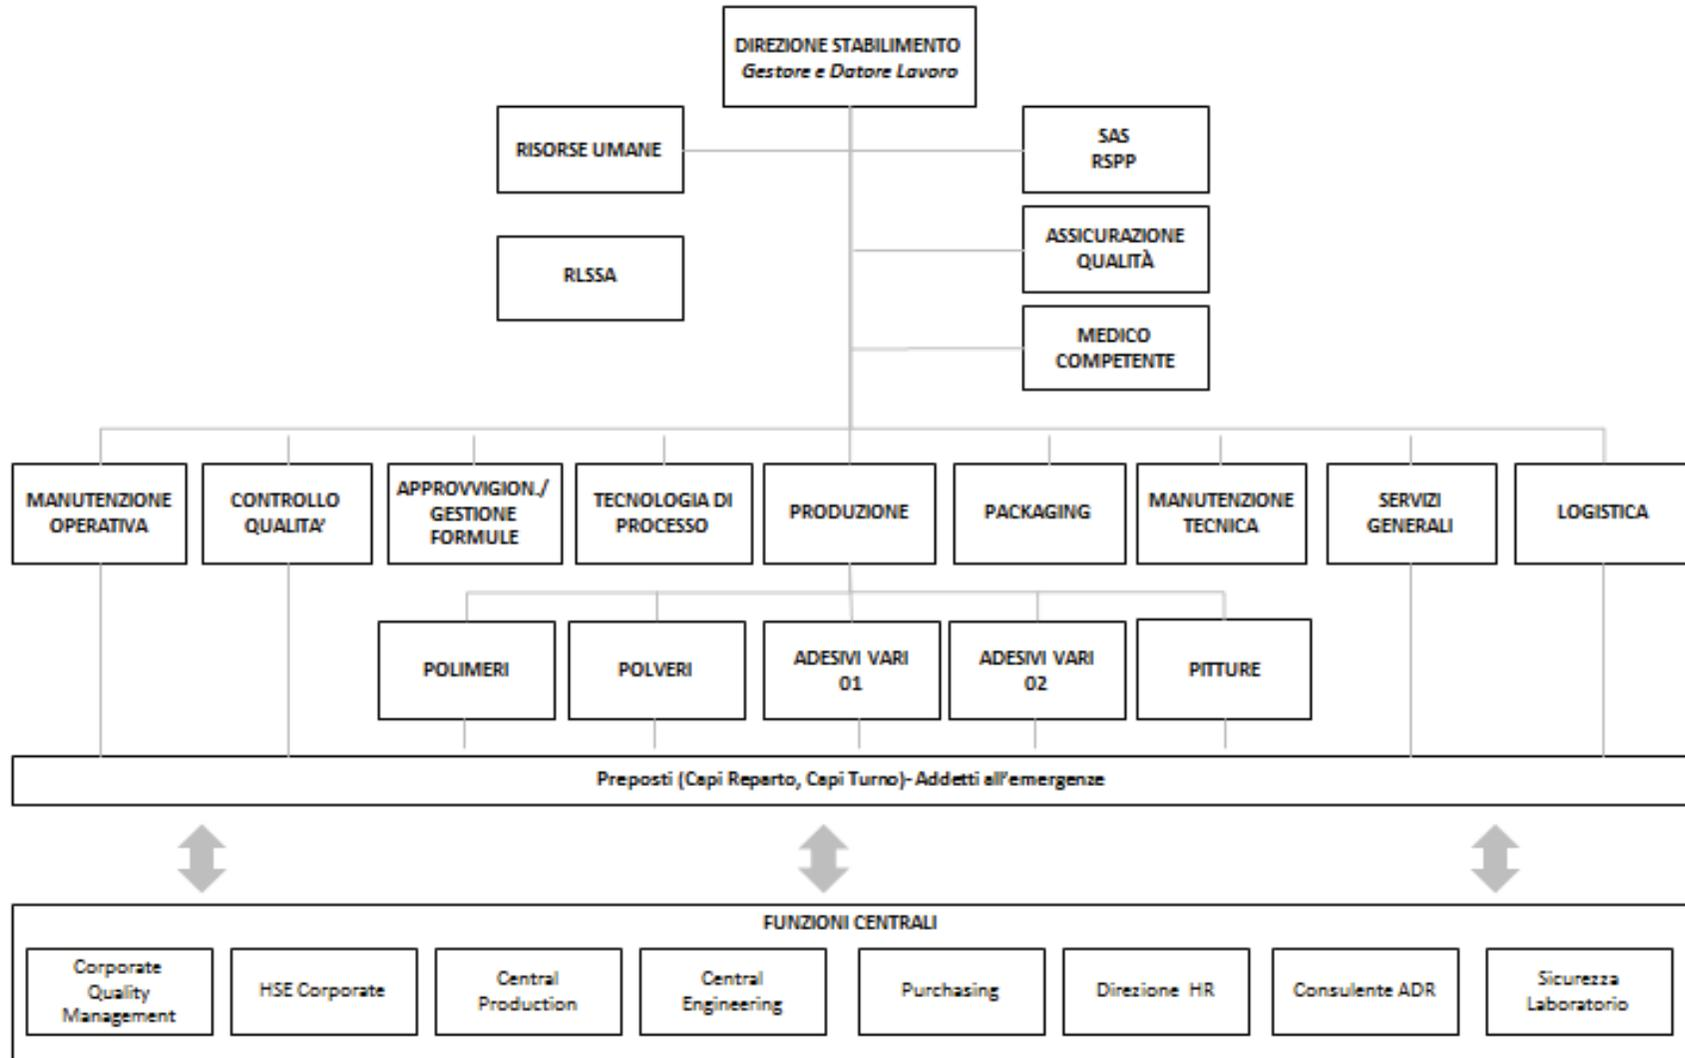 DIREZIONE STABILIMENTO
Gestore e Datore Lavoro
RISORSE UMANE
SAS
RSPP
ASSICURAZIONE
QUALITÀ
RLSSA
MEDICO
COMPETENTE
MANUTENZIONE
OPERATIVA
CONTROLLO
QUALITA'
APPROVVIGION./
GESTIONE
FORMULE
TECNOLOGIA DI
PROCESSO
PRODUZIONE
PACKAGING
MANUTENZIONE
TECNICA
SERVIZI
GENERALI
LOGISTICA
POLIMERI
POLVERI
ADESIVI VARI
01
ADESIVI VARI
02
PITTURE
Preposti (Capi Reparto, Capi Turno)- Addetti all'emergenze
FUNZIONI CENTRALI
Corporate
Quality
Management
HSE Corporate
Central
Production
Central
Engineering
Purchasing
Direzione HR
Consulente ADR
Sicurezza
Laboratorio